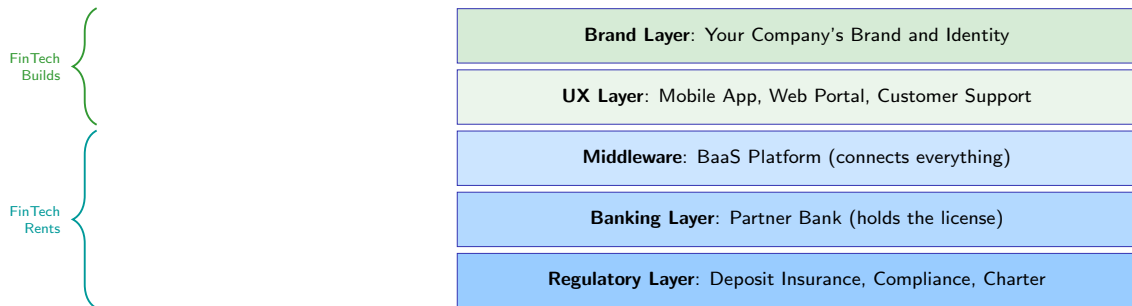 FinTech
Builds
Brand Layer: Your Company's Brand and Identity
UX Layer: Mobile App, Web Portal, Customer Support
Middleware: BaaS Platform (connects everything)
FinTech
Rents
Banking Layer: Partner Bank (holds the license)
Regulatory Layer: Deposit Insurance, Compliance, Charter